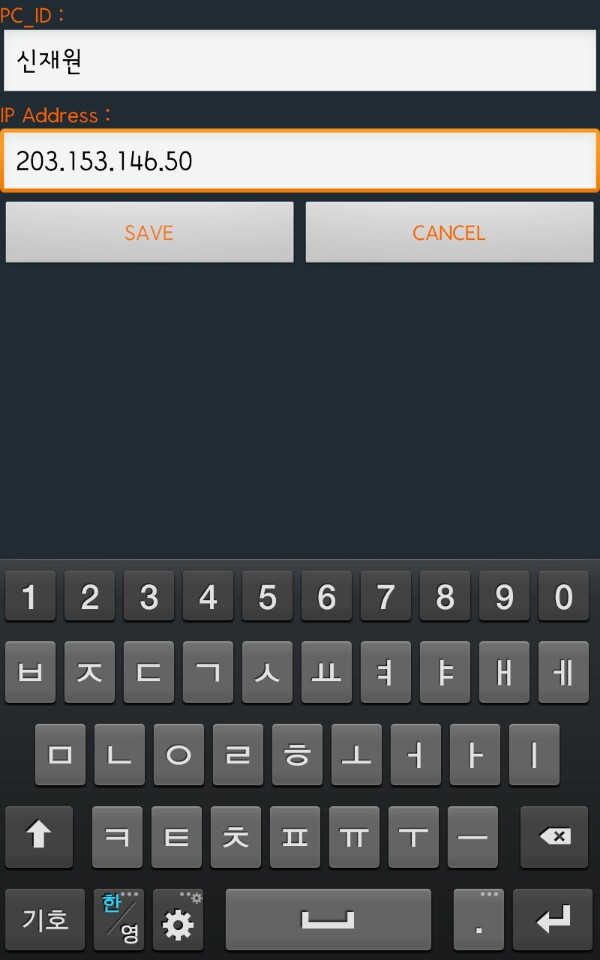 PC_ID :
신재원
IP Address :
203.153.146.50
SAVE CANCEL
1 2 3 4 5 6 7 8 9 0
ㅂ ㅈ ㄷ ㄱ ㅅ ㅛ ㅕ ㅑ ㅐ ㅔ
ㅁ ㄴ ㅇ ㄹ ㅎ ㅗ ㅓ ㅏ ㅣ
ㅋ ㅌ ㅊ ㅍ ㅠ ㅜ ㅡ
기호 한/영 .